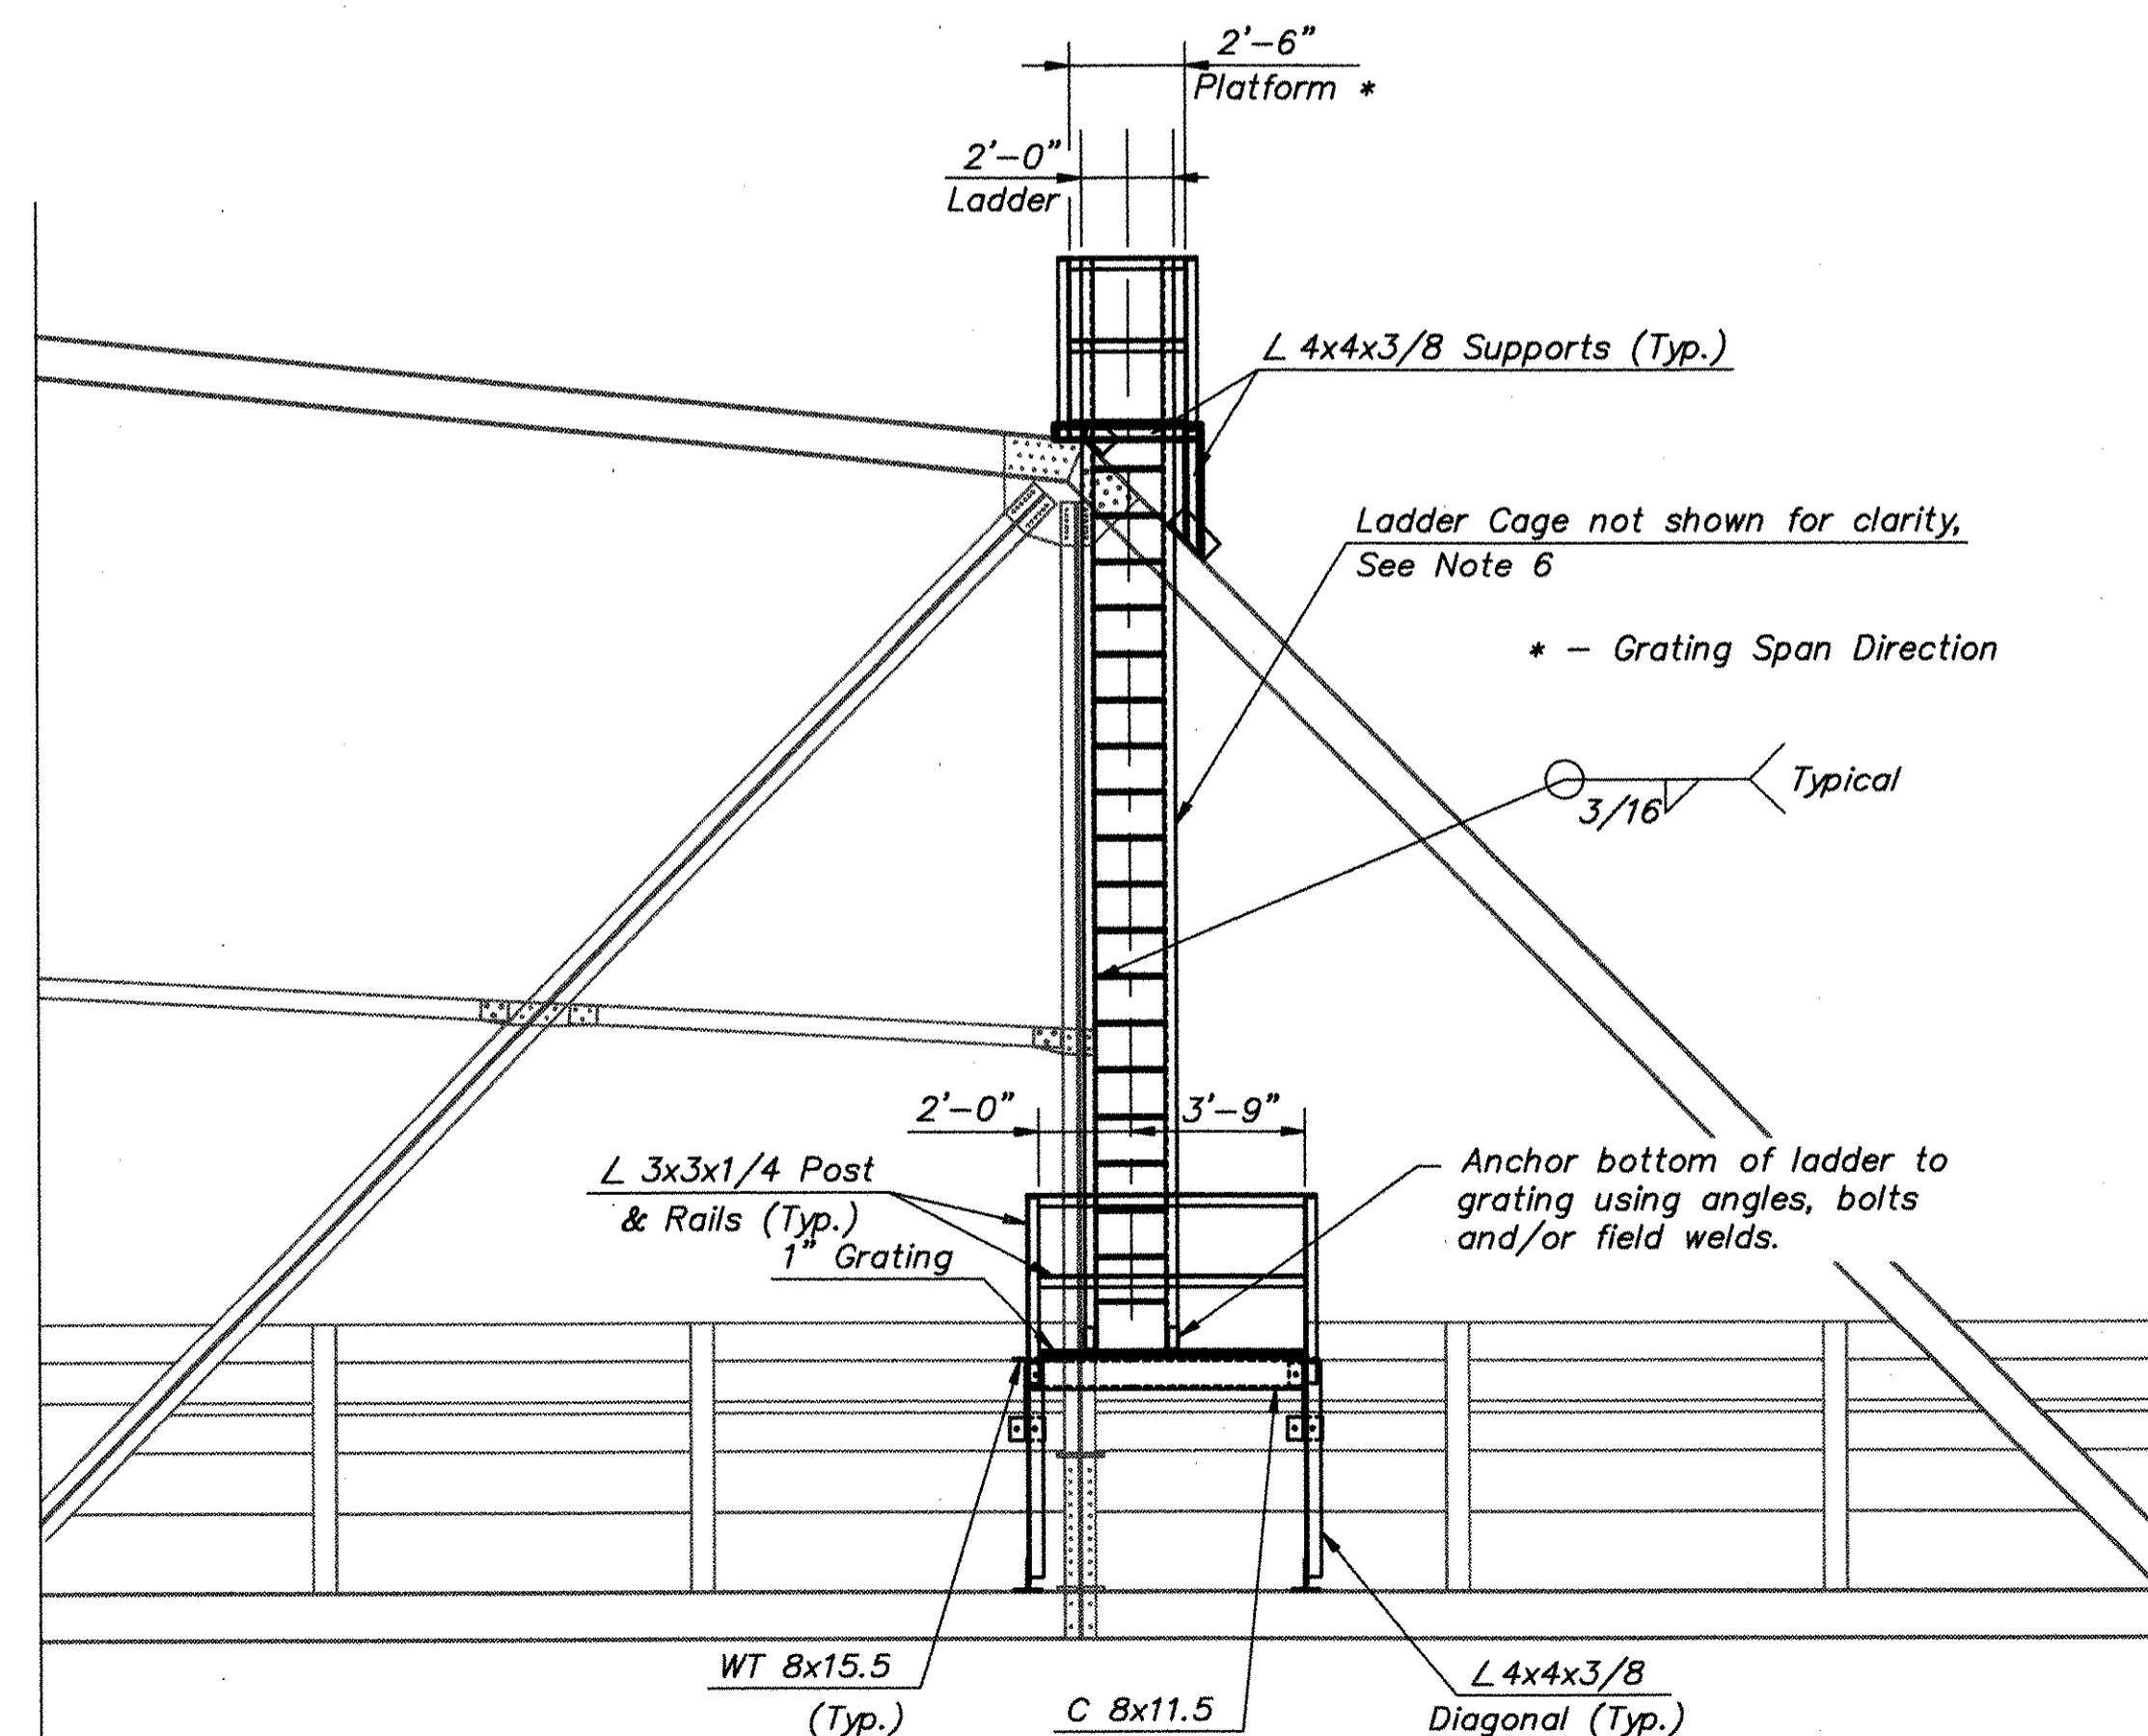 2'-6"
Platform *
2'-0"
Ladder
∠ 4x4x3/8 Supports (Typ.)
Ladder Cage not shown for clarity,
See Note 6
* - Grating Span Direction
3/16
Typical
2'-0"
3'-9"
∠ 3x3x1/4 Post
& Rails (Typ.)
1" Grating
Anchor bottom of ladder to
grating using angles, bolts
and/or field welds.
WT 8x15.5
(Typ.)
C 8x11.5
∠ 4x4x3/8
Diagonal (Typ.)